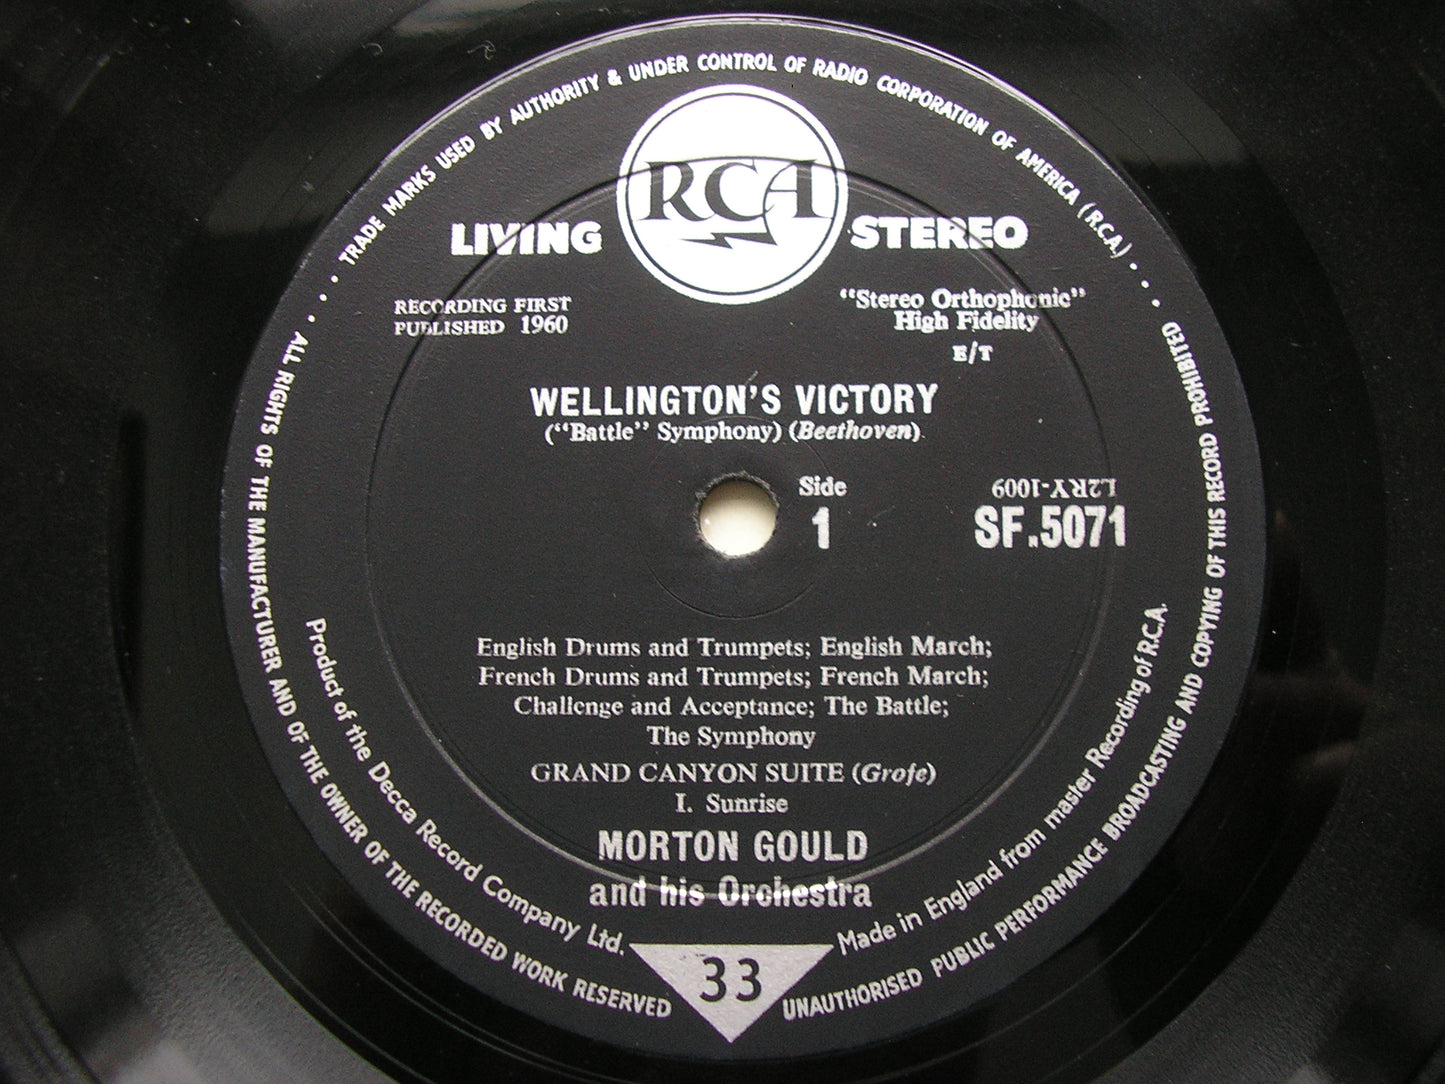 TRADE MARKS USED BY AUTHORITY & UNDER CONTROL OF RADIO CORPORATION OF AMERICA (R.C.A.)
RCA
LIVING STEREO
RECORDING FIRST
PUBLISHED 1960
"Stereo Orthophonic"
High Fidelity
E/T
WELLINGTON'S VICTORY
("Battle" Symphony) (Beethoven)
Side
1
L2RY-1009
SF.5071
English Drums and Trumpets; English March;
French Drums and Trumpets; French March;
Challenge and Acceptance; The Battle;
The Symphony
GRAND CANYON SUITE (Grofe)
I. Sunrise
MORTON GOULD
and his Orchestra
33
Product of the Decca Record Company Ltd.
Made in England from master Recording of R.C.A.
ALL RIGHTS OF THE MANUFACTURER AND OF THE OWNER OF THE RECORDED WORK RESERVED
UNAUTHORISED PUBLIC PERFORMANCE BROADCASTING AND COPYING OF THIS RECORD PROHIBITED